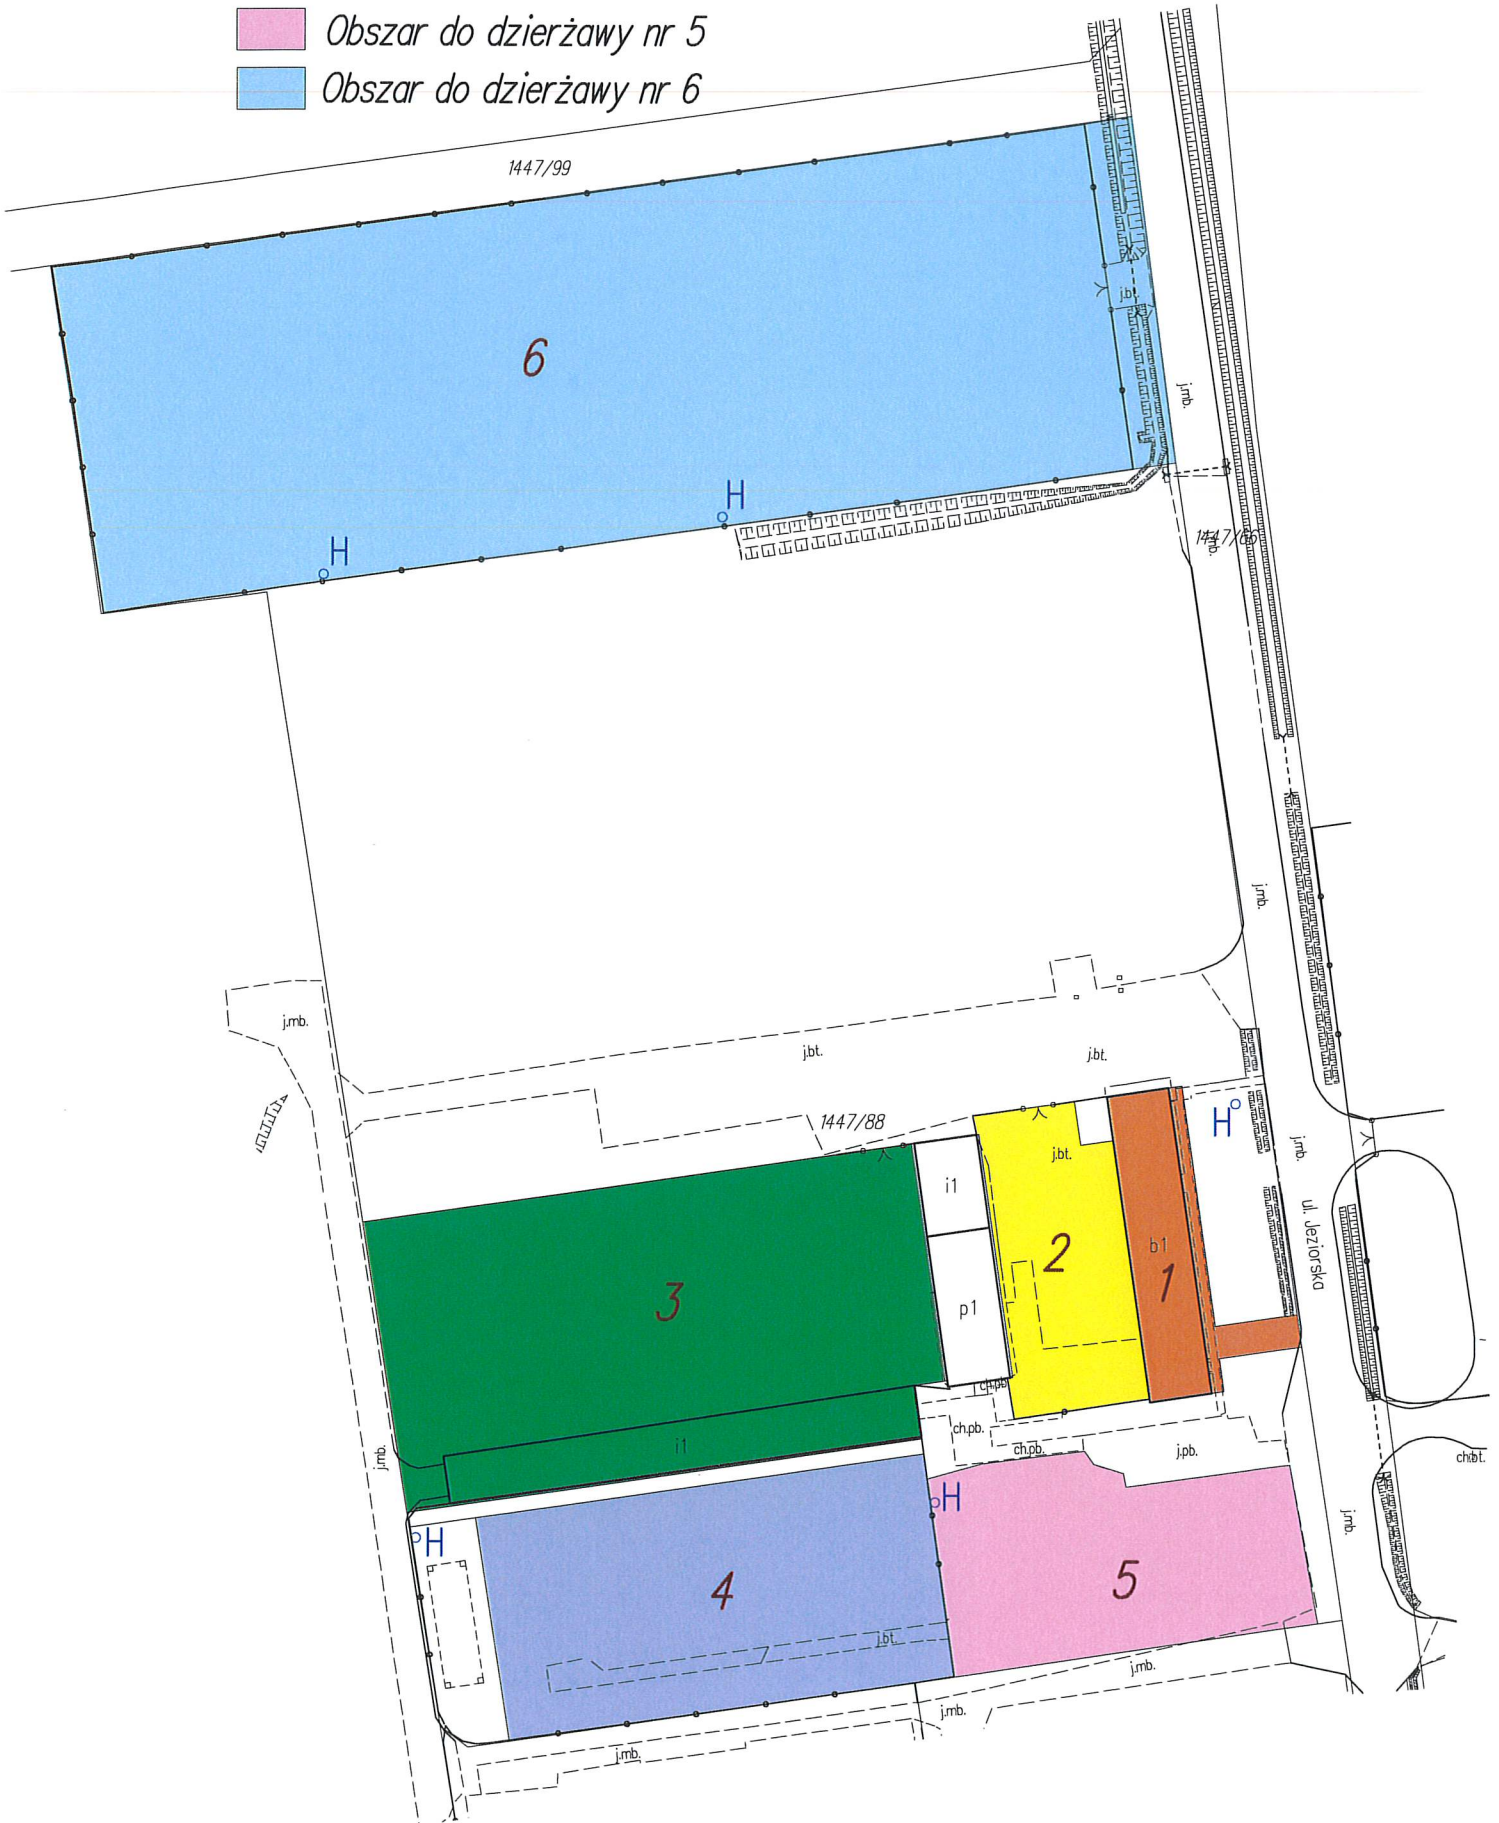 Obszar do dzierżawy nr 5
Obszar do dzierżawy nr 6
1447/99
6
j.bt.
j.mb.
H
H
1447/66
j.mb.
j.mb.
j.mb.
j.bt.
j.bt.
1447/88
H
j.mb.
j.bt.
i1
ul. Jeziorska
2
b1
1
3
p1
ch.pb.
ch.pb.
ch.pb.
j.pb.
i1
j.mb.
ch.bt.
H
H
j.mb.
4
5
j.bt.
j.mb.
j.mb.
j.mb.